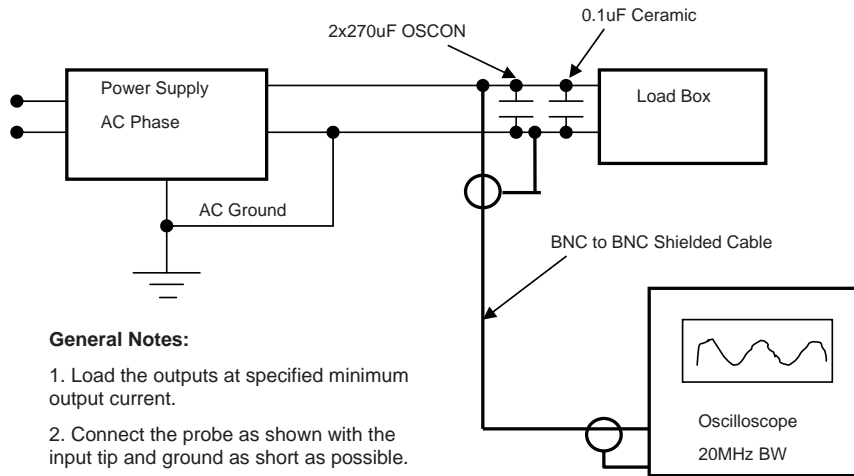 2x270uF OSCON
0.1uF Ceramic
Power Supply
AC Phase
Load Box
AC Ground
BNC to BNC Shielded Cable
General Notes:
1. Load the outputs at specified minimum
output current.
2. Connect the probe as shown with the
input tip and ground as short as possible.
Oscilloscope
20MHz BW